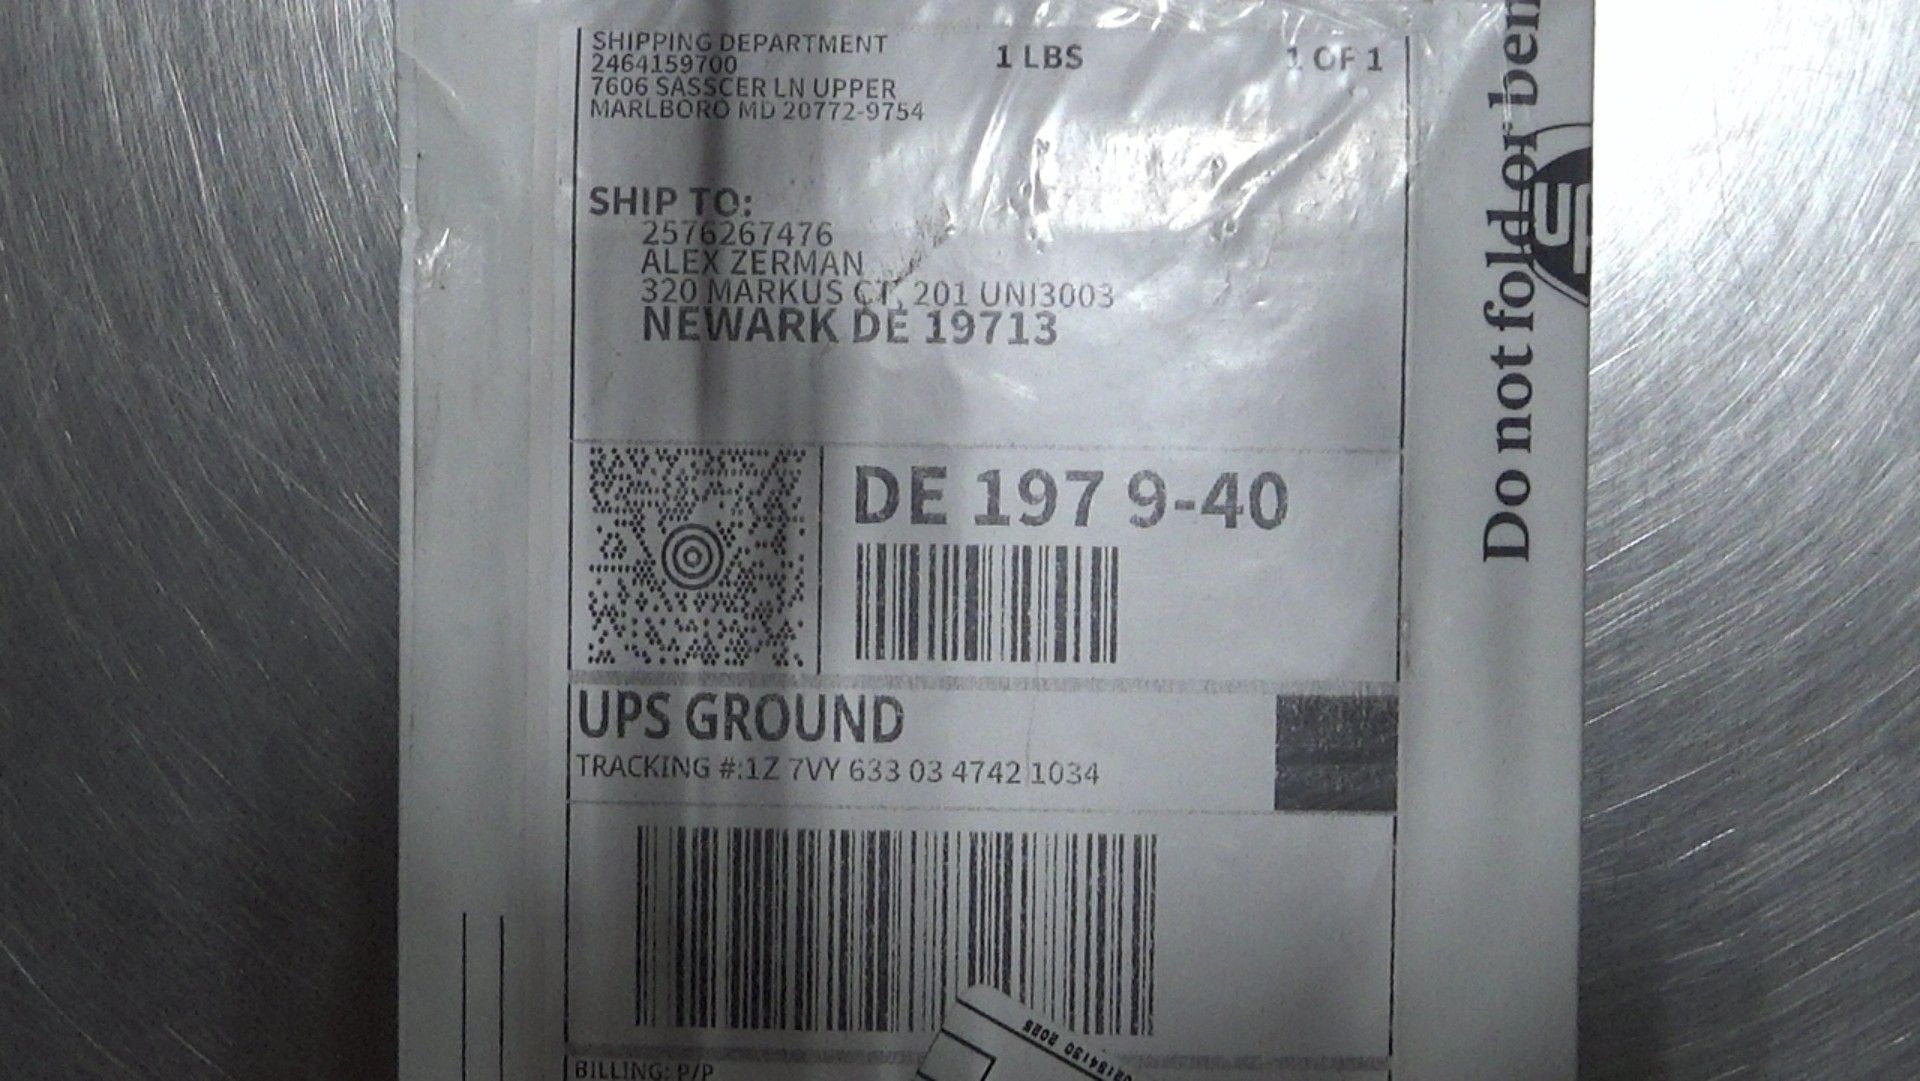 SHIPPING DEPARTMENT
2464159700
7606 SASSCER LN UPPER
MARLBORO MD 20772-9754
1 LBS
1 OF 1
SHIP TO:
2576267476
ALEX ZERMAN
320 MARKUS CT, 201 UNI3003
NEWARK DE 19713
DE 197 9-40
UPS GROUND
TRACKING #:1Z 7VY 633 03 4742 1034
BILLING: P/P
Do not fold or ben